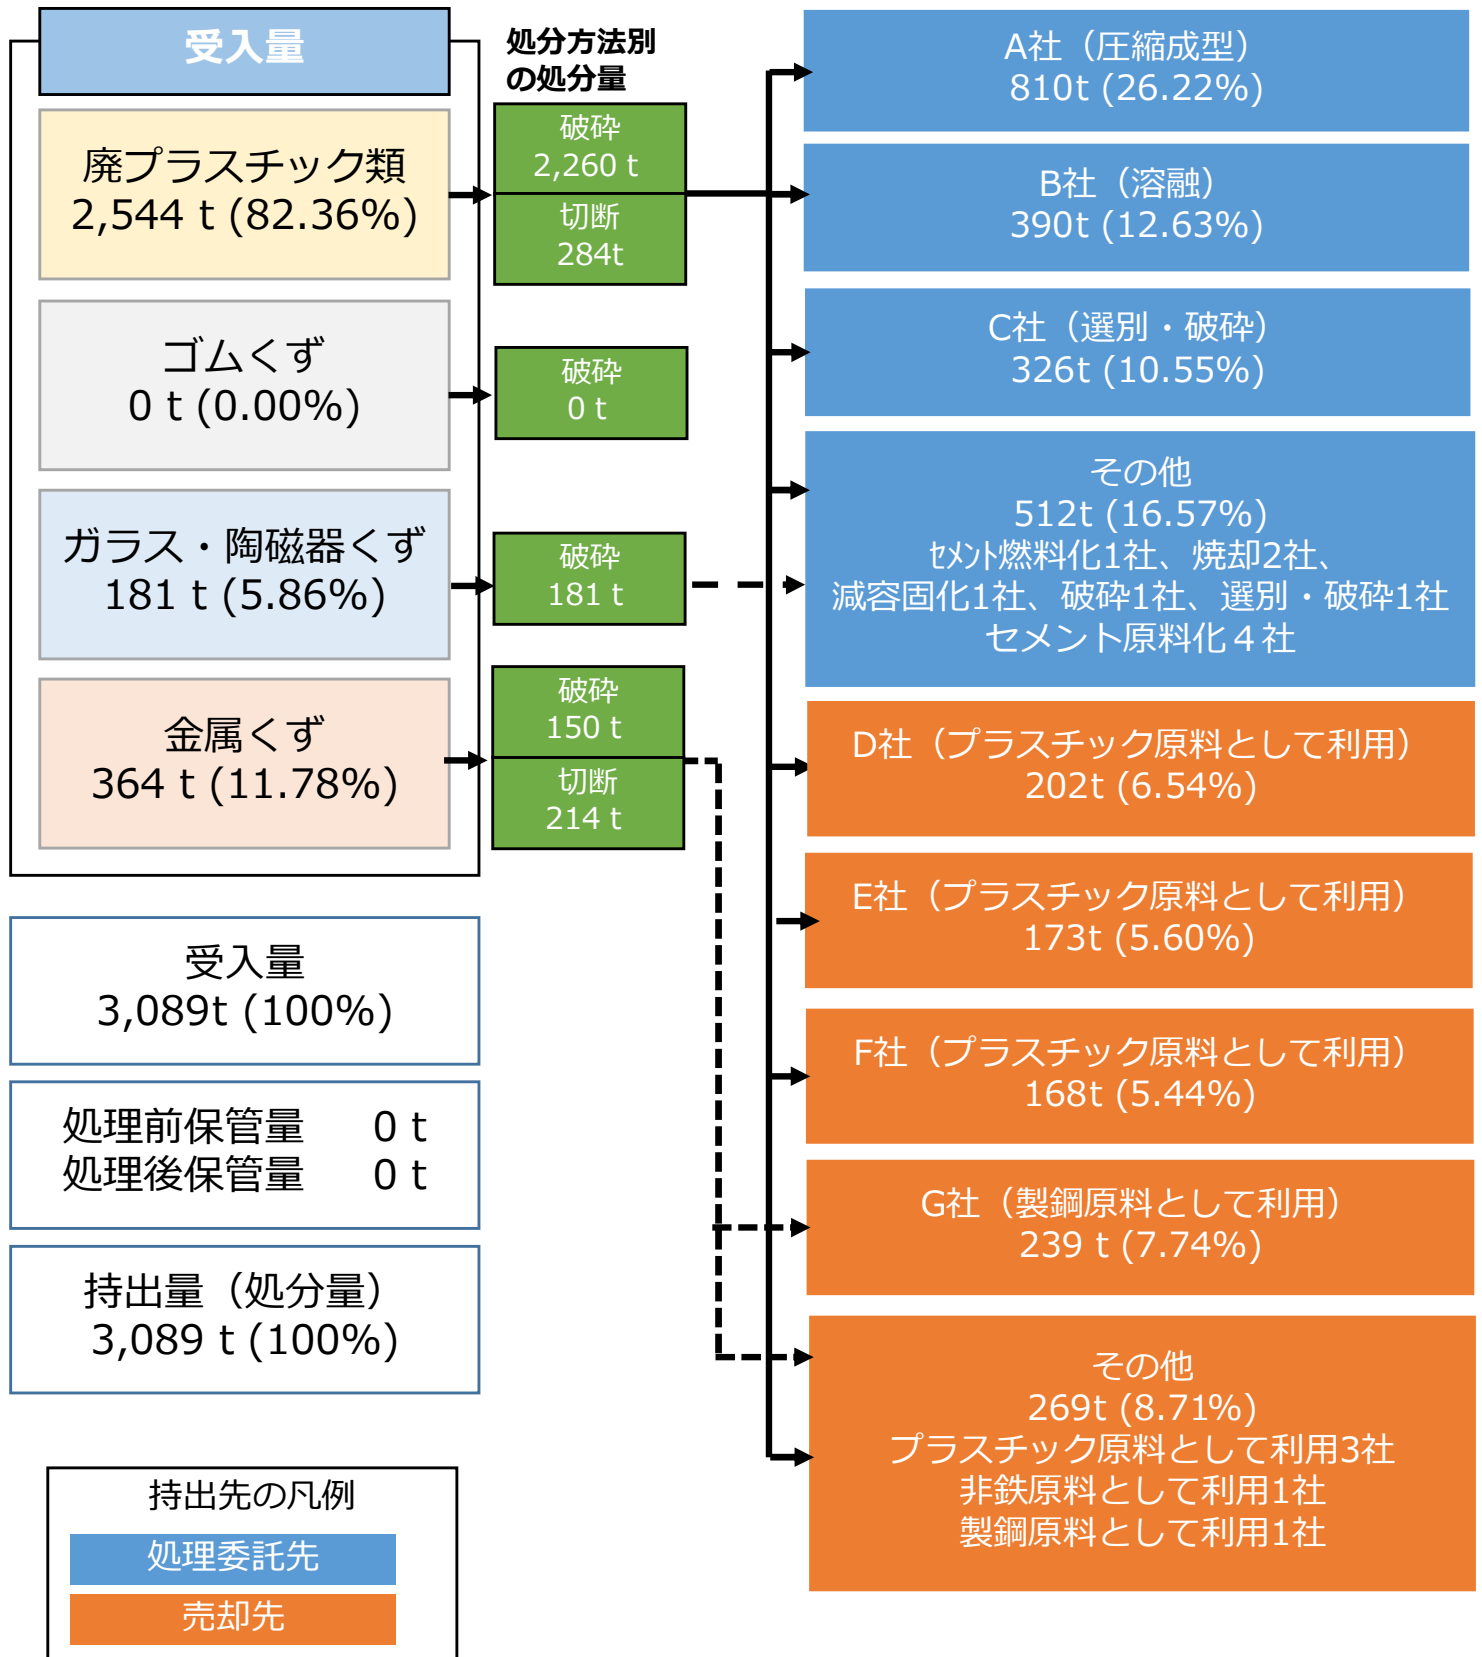 受入量
廃プラスチック類
2,544 t (82.36%)
ゴムくず
0 t (0.00%)
ガラス・陶磁器くず
181 t (5.86%)
金属くず
364 t (11.78%)
処分方法別
の処分量
破砕
2,260 t
切断
284t
破砕
0 t
破砕
181 t
破砕
150 t
切断
214 t
A社（圧縮成型）
810t (26.22%)
B社（溶融）
390t (12.63%)
C社（選別・破砕）
326t (10.55%)
その他
512t (16.57%)
ｾﾒﾝﾄ燃料化1社、焼却2社、
減容固化1社、破砕1社、選別・破砕1社
セメント原料化４社
D社（プラスチック原料として利用）
202t (6.54%)
E社（プラスチック原料として利用）
173t (5.60%)
F社（プラスチック原料として利用）
168t (5.44%)
G社（製鋼原料として利用）
239 t (7.74%)
その他
269t (8.71%)
プラスチック原料として利用3社
非鉄原料として利用1社
製鋼原料として利用1社
受入量
3,089t (100%)
処理前保管量 0 t
処理後保管量 0 t
持出量（処分量）
3,089 t (100%)
持出先の凡例
処理委託先
売却先